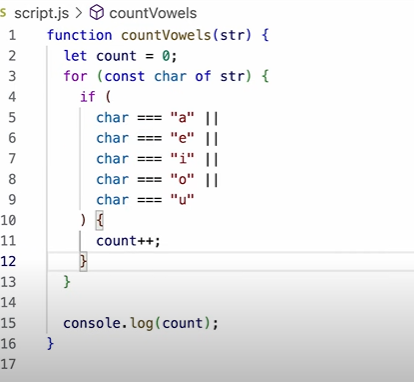 script.js > countVowels
1 function countVowels(str) {
2   let count = 0;
3   for (const char of str) {
4     if (
5       char === "a" ||
6       char === "e" ||
7       char === "i" ||
8       char === "o" ||
9       char === "u"
10     ) {
11       count++;
12     }
13   }
14
15   console.log(count);
16 }
17